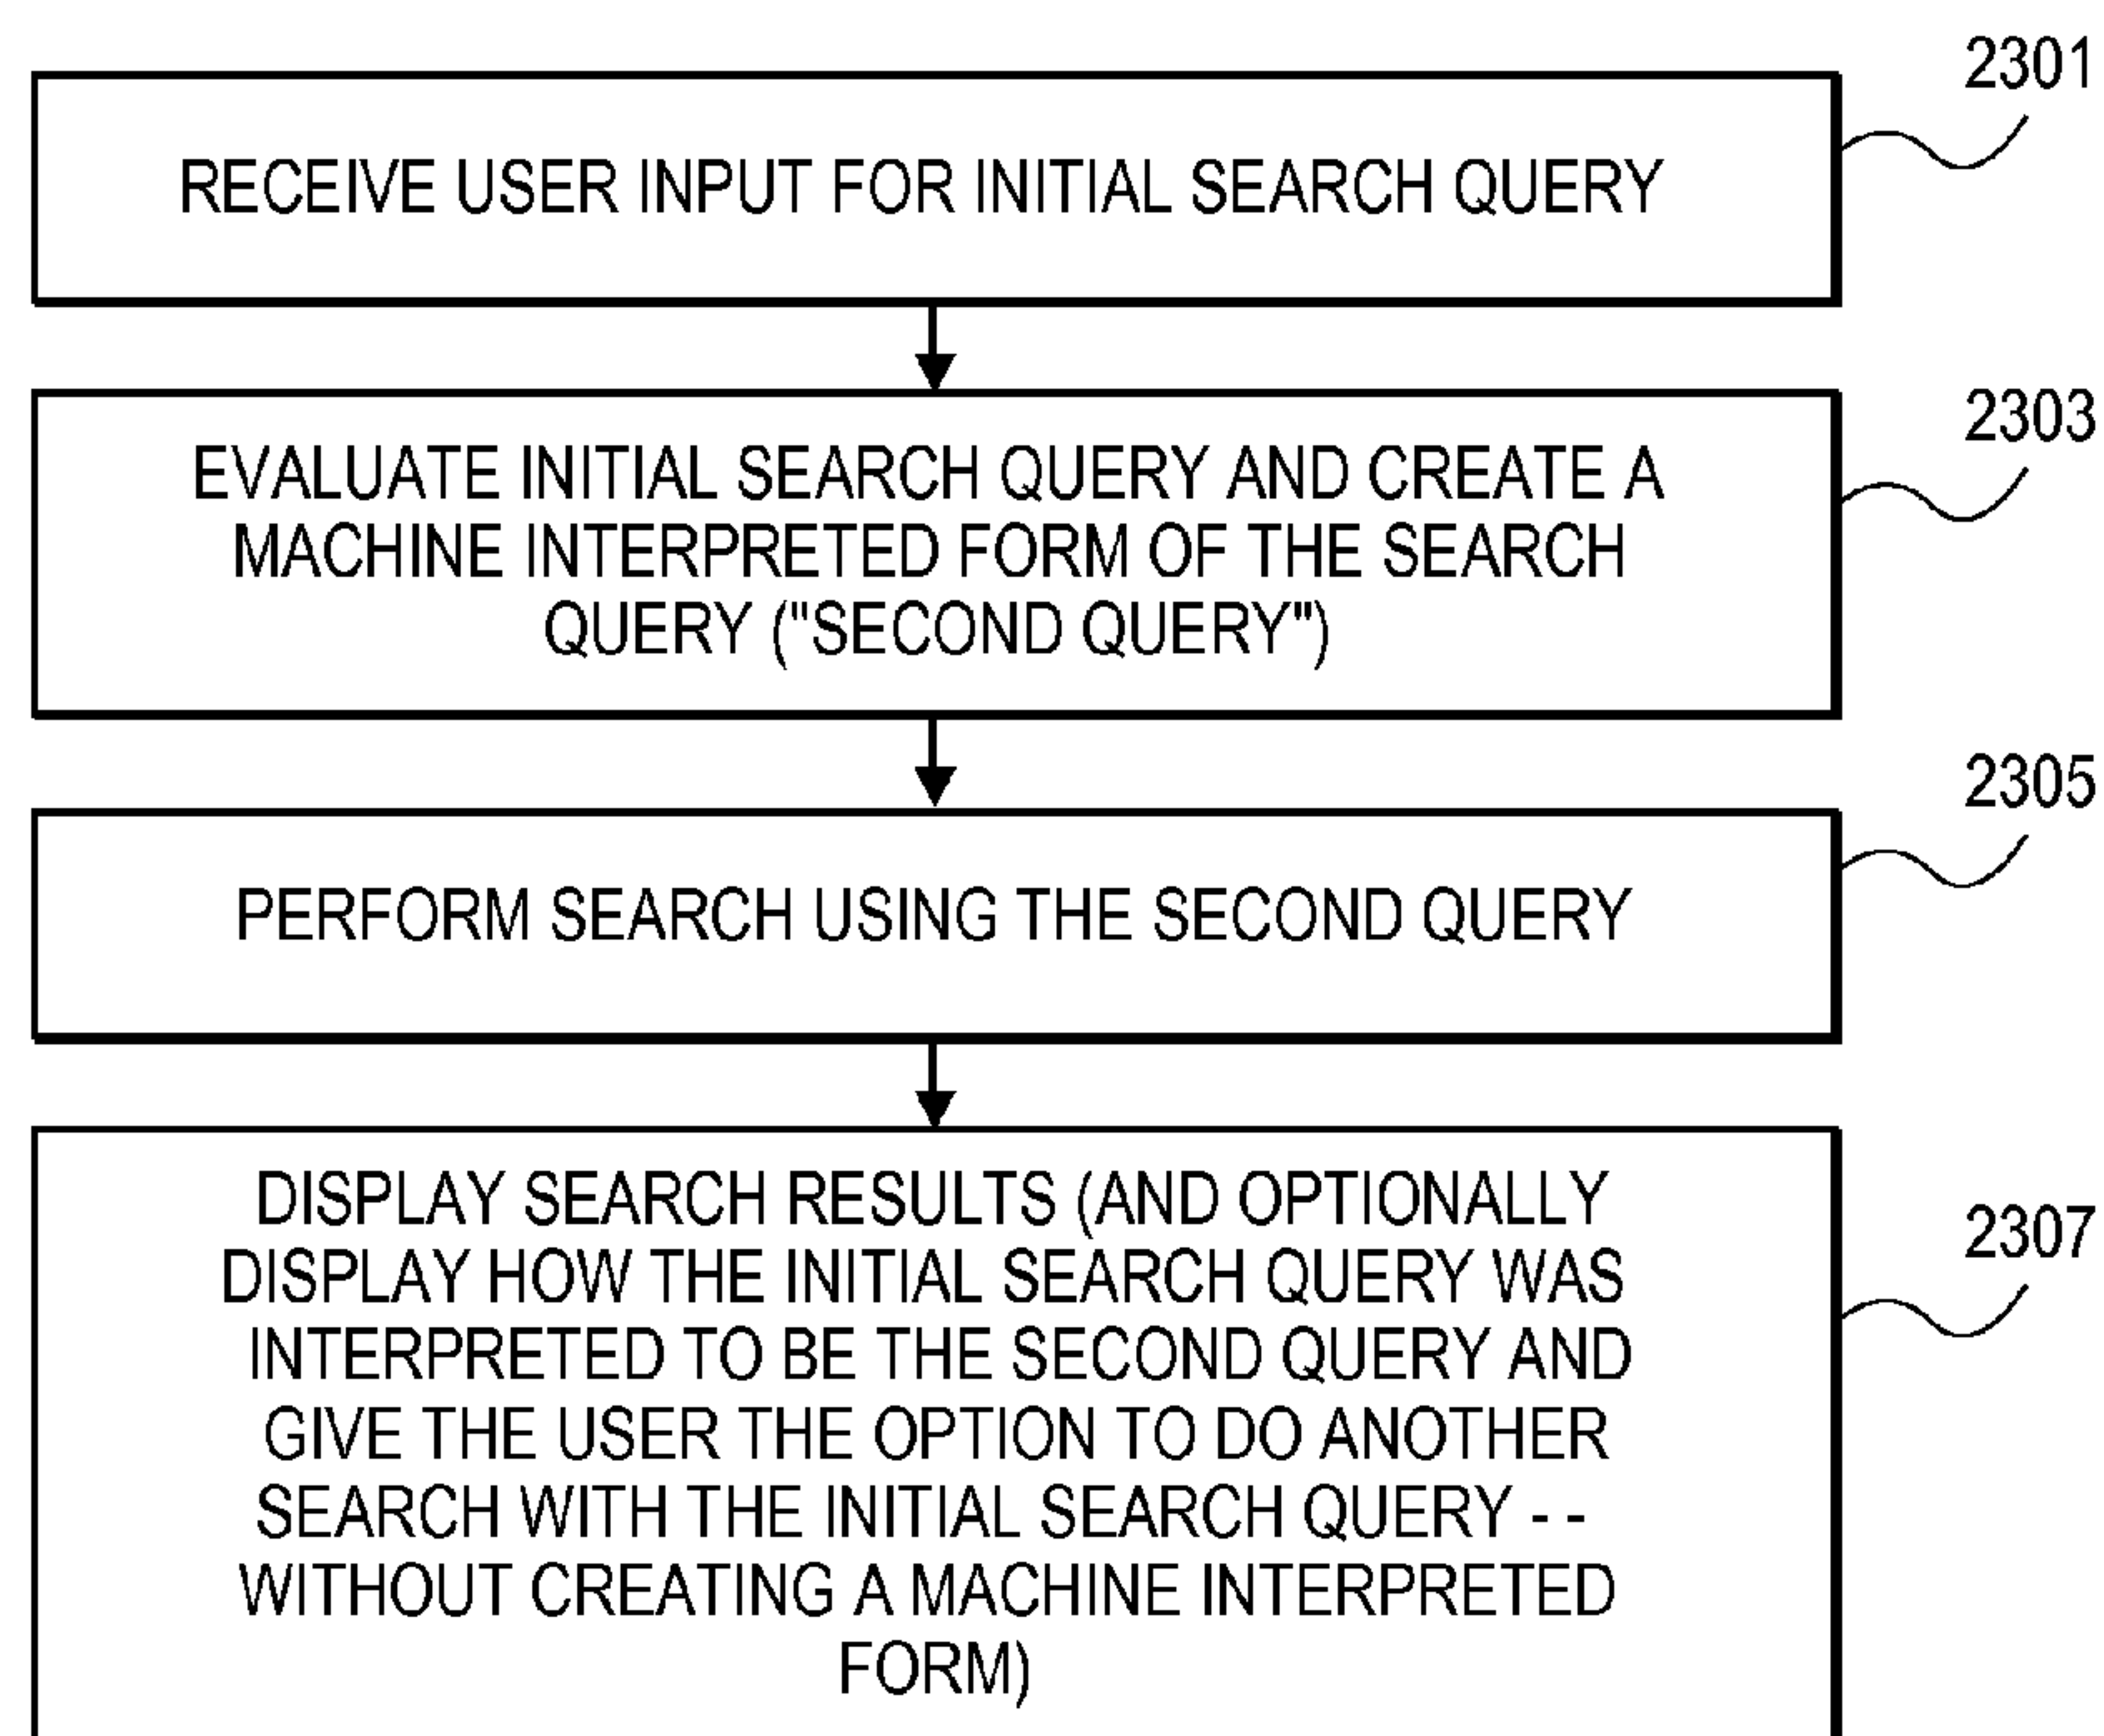 2301
RECEIVE USER INPUT FOR INITIAL SEARCH QUERY
2303
EVALUATE INITIAL SEARCH QUERY AND CREATE A
MACHINE INTERPRETED FORM OF THE SEARCH
QUERY ("SECOND QUERY")
2305
PERFORM SEARCH USING THE SECOND QUERY
2307
DISPLAY SEARCH RESULTS (AND OPTIONALLY
DISPLAY HOW THE INITIAL SEARCH QUERY WAS
INTERPRETED TO BE THE SECOND QUERY AND
GIVE THE USER THE OPTION TO DO ANOTHER
SEARCH WITH THE INITIAL SEARCH QUERY - -
WITHOUT CREATING A MACHINE INTERPRETED
FORM)